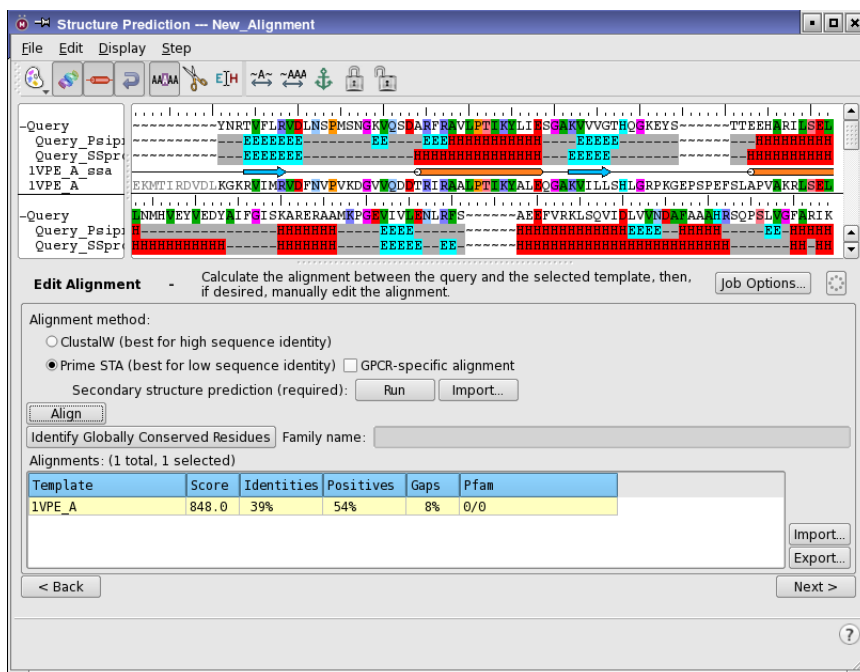 Structure Prediction --- New_Alignment
File Edit Display Step
AA AA E H ~A~ ~AAA
-Query ~~~~~~~~~~YNRTVFLRVDLNSPMSNGKVQSDARFRAVLPTIKYLIESGAKVVVGTHQGKEYS------TTEEHARILSEL
Query_Psipr
Query_SSpro
1VPE_A_ssa
1VPE_A EKMTIRDVDLKGKRVIMRVDFNVPVKDGVVQDDTRIRAALPTIKYALEQGAKVILLSHLGRPKGEPSPEFSLAPVAKRLSEL
-Query LNMHVEYVEDYAIFGISKARERAAMKPGEVIVLENLRFS------AEEFVRKLSQVIDLVVNDAFAAAHRSQPSLVGFARIK
Query_Psipr
Query_SSpro
Edit Alignment - Calculate the alignment between the query and the selected template, then,
if desired, manually edit the alignment.
Job Options...
Alignment method:
ClustalW (best for high sequence identity)
Prime STA (best for low sequence identity) GPCR-specific alignment
Secondary structure prediction (required): Run Import...
Align
Identify Globally Conserved Residues Family name:
Alignments: (1 total, 1 selected)
Template Score Identities Positives Gaps Pfam
1VPE_A 848.0 39% 54% 8% 0/0
Import...
Export...
< Back Next >
?